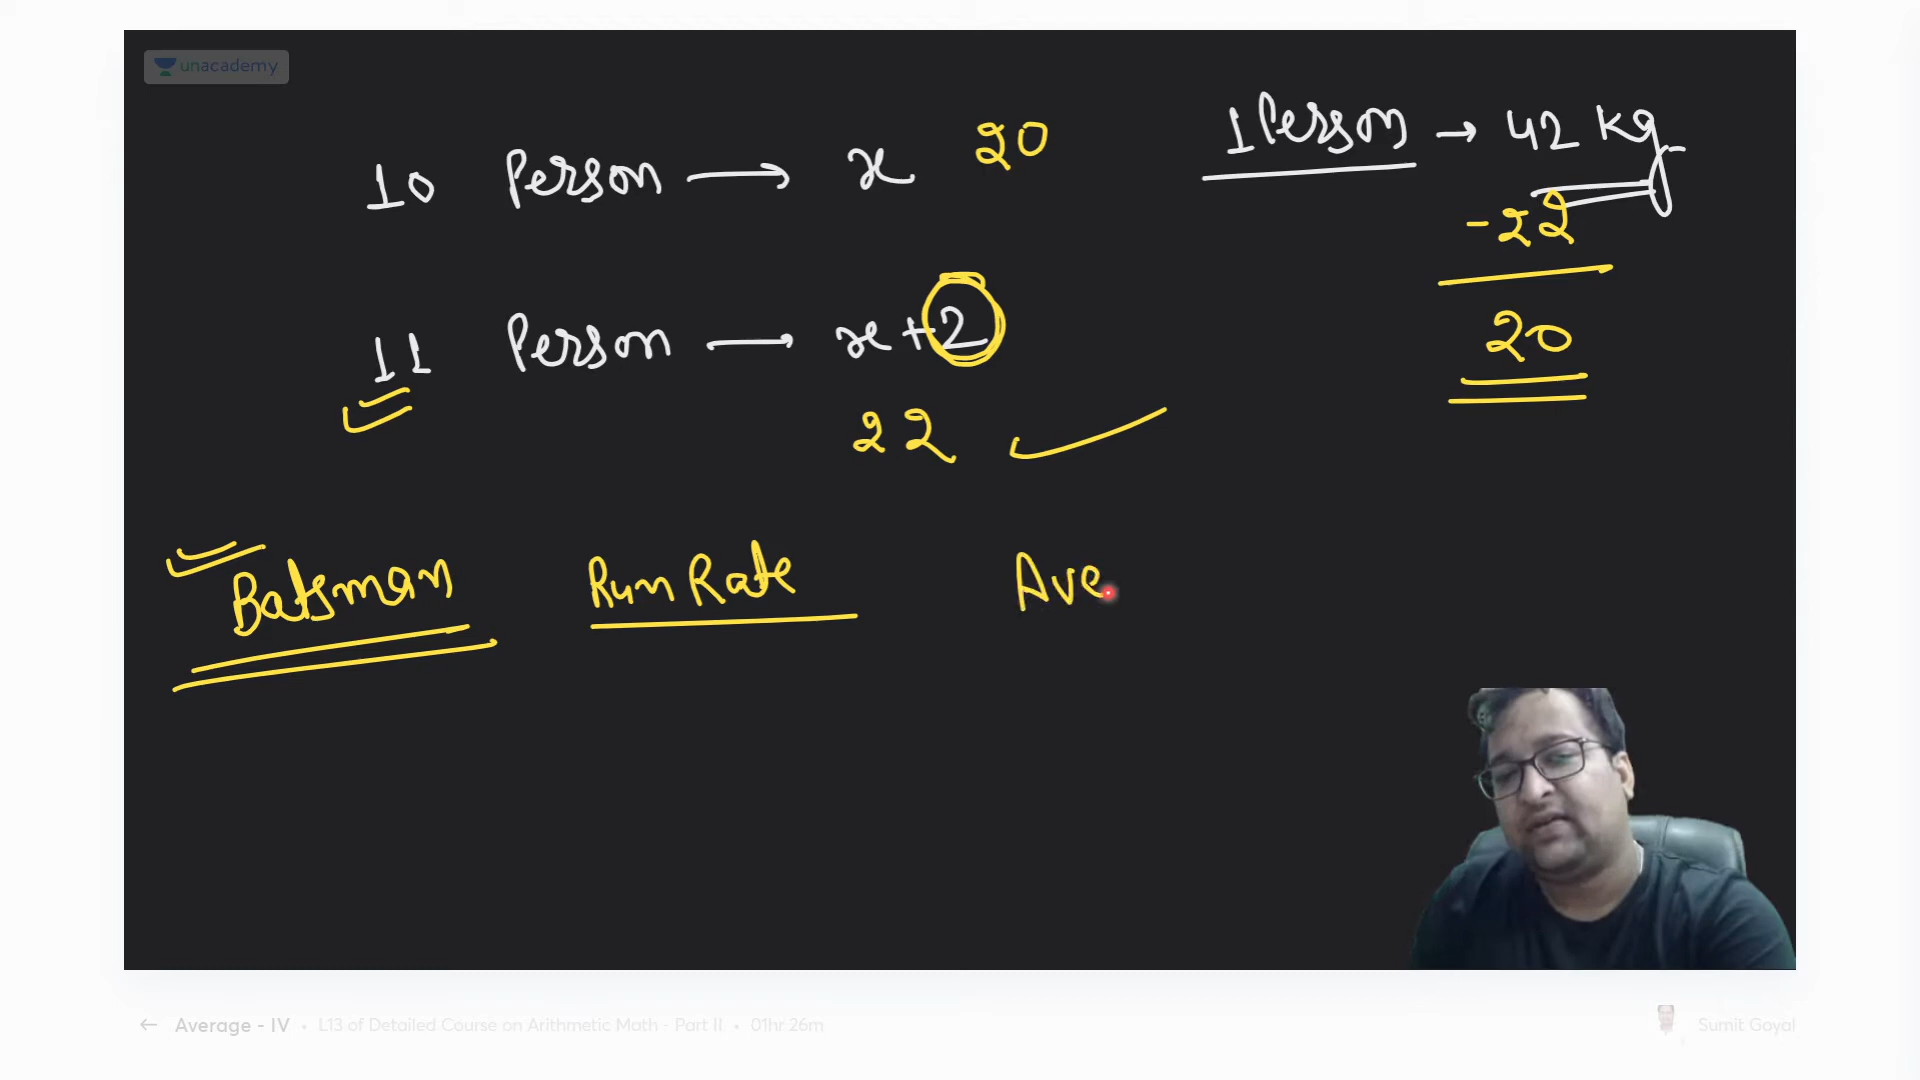 unacademy
10 Person → x 20
1 Person → 42 kg
-22
20
11 Person → x+2
22
Batsman Run Rate Ave
← Average - IV • L13 of Detailed Course on Arithmetic Math - Part II • 01hr 26m
Sumit Goyal